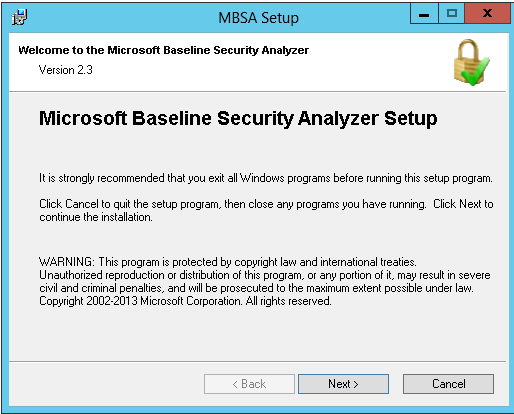 MBSA Setup
x
Welcome to the Microsoft Baseline Security Analyzer
Version 2.3
Microsoft Baseline Security Analyzer Setup
It is strongly recommended that you exit all Windows programs before running this setup program.
Click Cancel to quit the setup program, then close any programs you have running. Click Next to
continue the installation.
WARNING: This program is protected by copyright law and international treaties.
Unauthorized reproduction or distribution of this program, or any portion of it, may result in severe
civil and criminal penalties, and will be prosecuted to the maximum extent possible under law.
Copyright 2002-2013 Microsoft Corporation. All rights reserved.
< Back
Next >
Cancel